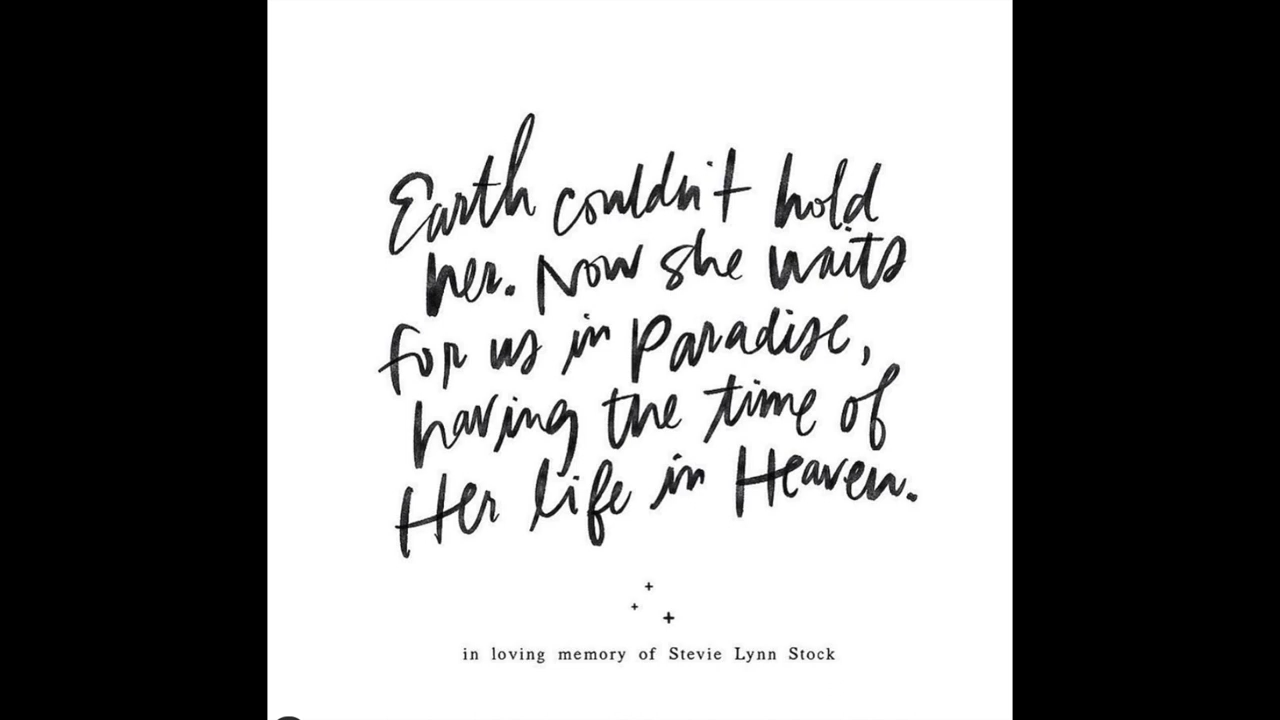 Earth couldn't hold
her. Now she waits
for us in Paradise,
having the time of
Her life in Heaven.
in loving memory of Stevie Lynn Stock